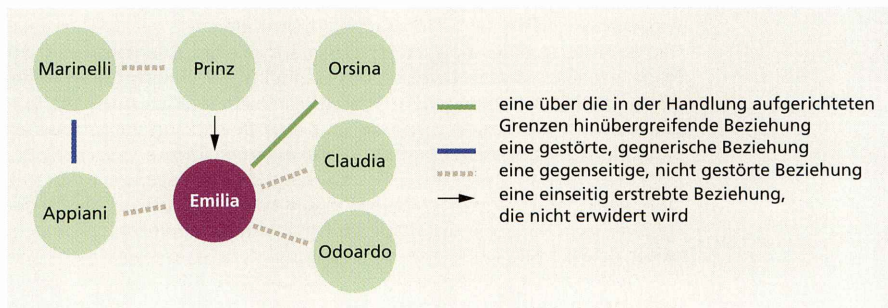 Marinelli
Prinz
Orsina
Claudia
Appiani
Emilia
Odoardo
eine über die in der Handlung aufgerichteten
Grenzen hinübergreifende Beziehung
eine gestörte, gegnerische Beziehung
eine gegenseitige, nicht gestörte Beziehung
eine einseitig erstrebte Beziehung,
die nicht erwidert wird